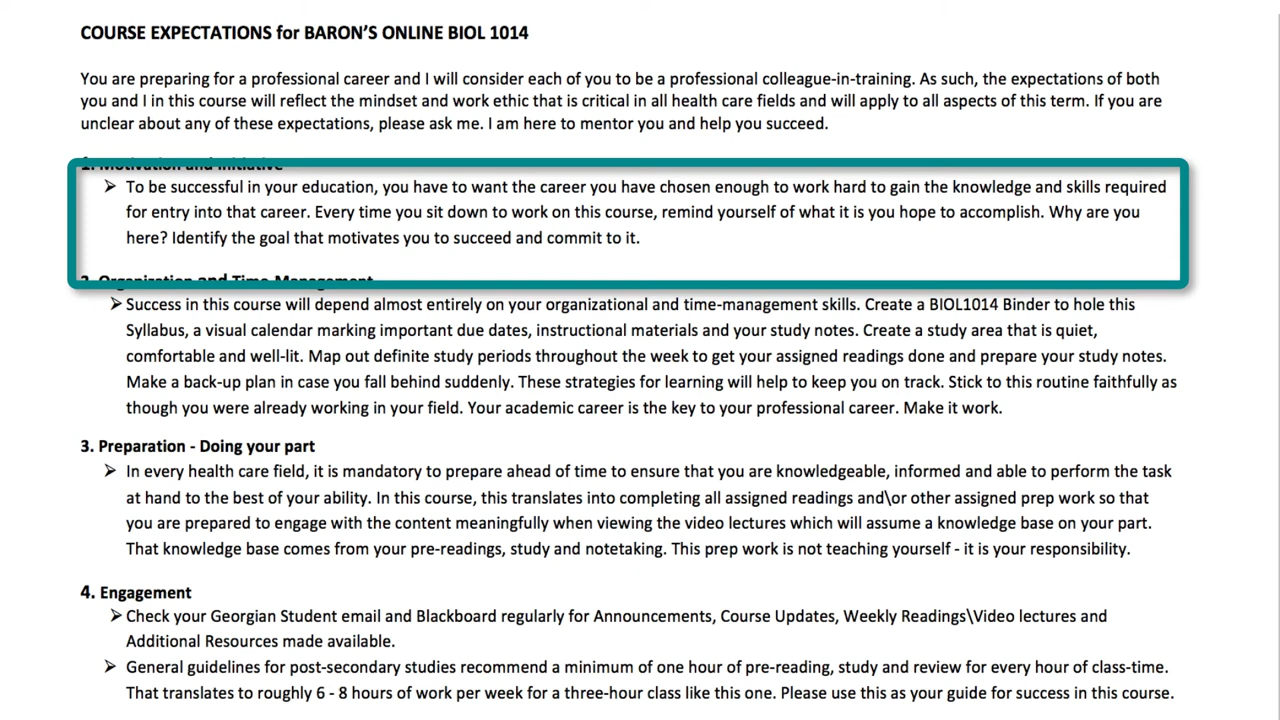 COURSE EXPECTATIONS for BARON'S ONLINE BIOL 1014
You are preparing for a professional career and I will consider each of you to be a professional colleague-in-training. As such, the expectations of both
you and I in this course will reflect the mindset and work ethic that is critical in all health care fields and will apply to all aspects of this term. If you are
unclear about any of these expectations, please ask me. I am here to mentor you and help you succeed.
1. Motivation and Initiative
➢ To be successful in your education, you have to want the career you have chosen enough to work hard to gain the knowledge and skills required
for entry into that career. Every time you sit down to work on this course, remind yourself of what it is you hope to accomplish. Why are you
here? Identify the goal that motivates you to succeed and commit to it.
2. Organization and Time Management
➢ Success in this course will depend almost entirely on your organizational and time-management skills. Create a BIOL1014 Binder to hole this
Syllabus, a visual calendar marking important due dates, instructional materials and your study notes. Create a study area that is quiet,
comfortable and well-lit. Map out definite study periods throughout the week to get your assigned readings done and prepare your study notes.
Make a back-up plan in case you fall behind suddenly. These strategies for learning will help to keep you on track. Stick to this routine faithfully as
though you were already working in your field. Your academic career is the key to your professional career. Make it work.
3. Preparation - Doing your part
➢ In every health care field, it is mandatory to prepare ahead of time to ensure that you are knowledgeable, informed and able to perform the task
at hand to the best of your ability. In this course, this translates into completing all assigned readings and\or other assigned prep work so that
you are prepared to engage with the content meaningfully when viewing the video lectures which will assume a knowledge base on your part.
That knowledge base comes from your pre-readings, study and notetaking. This prep work is not teaching yourself - it is your responsibility.
4. Engagement
➢ Check your Georgian Student email and Blackboard regularly for Announcements, Course Updates, Weekly Readings\Video lectures and
Additional Resources made available.
➢ General guidelines for post-secondary studies recommend a minimum of one hour of pre-reading, study and review for every hour of class-time.
That translates to roughly 6 - 8 hours of work per week for a three-hour class like this one. Please use this as your guide for success in this course.